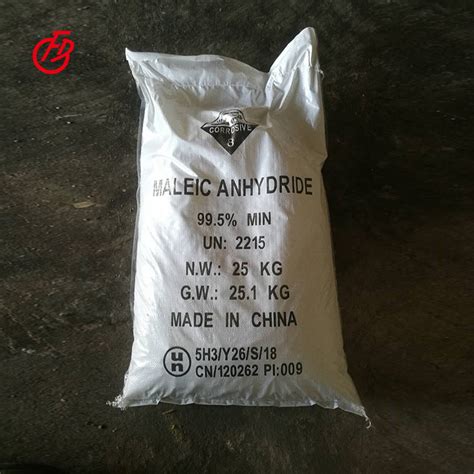 CORROSIVE
8
MALEIC ANHYDRIDE
99.5% MIN
UN: 2215
N.W.: 25 KG
G.W.: 25.1 KG
MADE IN CHINA
un 5H3/Y26/S/18
CN/120262 PI:009